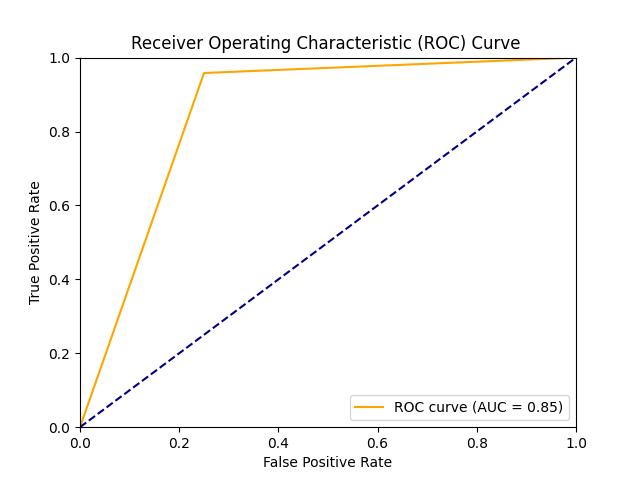 Receiver Operating Characteristic (ROC) Curve
1.0
0.8
0.6
0.4
0.2
0.0
True Positive Rate
ROC curve (AUC = 0.85)
0.0 0.2 0.4 0.6 0.8 1.0
False Positive Rate